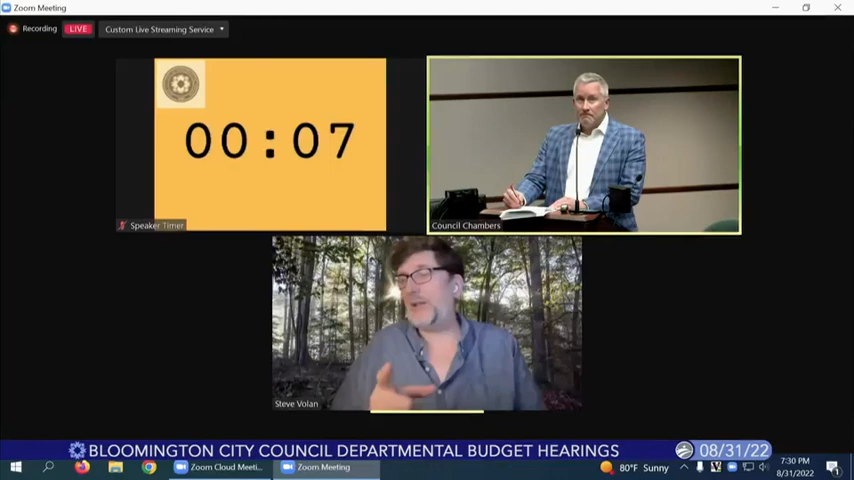 Zoom Meeting
Recording LIVE Custom Live Streaming Service
00:07
Speaker Timer
Council Chambers
Steve Volan
BLOOMINGTON CITY COUNCIL DEPARTMENTAL BUDGET HEARINGS 08/31/22
Zoom Cloud Meeti... Zoom Meeting 80°F Sunny 7:30 PM
8/31/2022